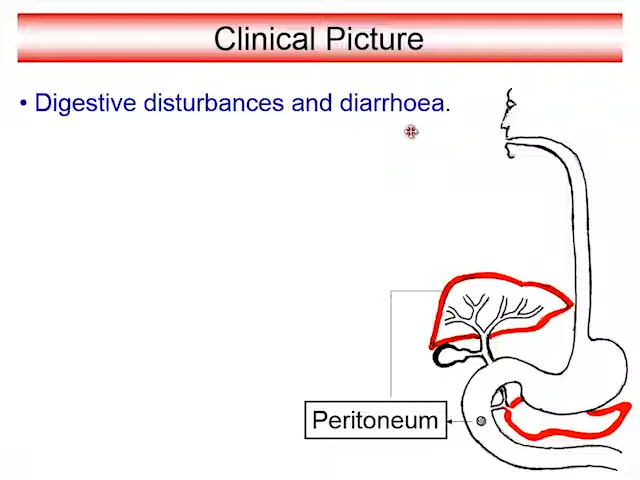 Clinical Picture
• Digestive disturbances and diarrhoea.
Peritoneum